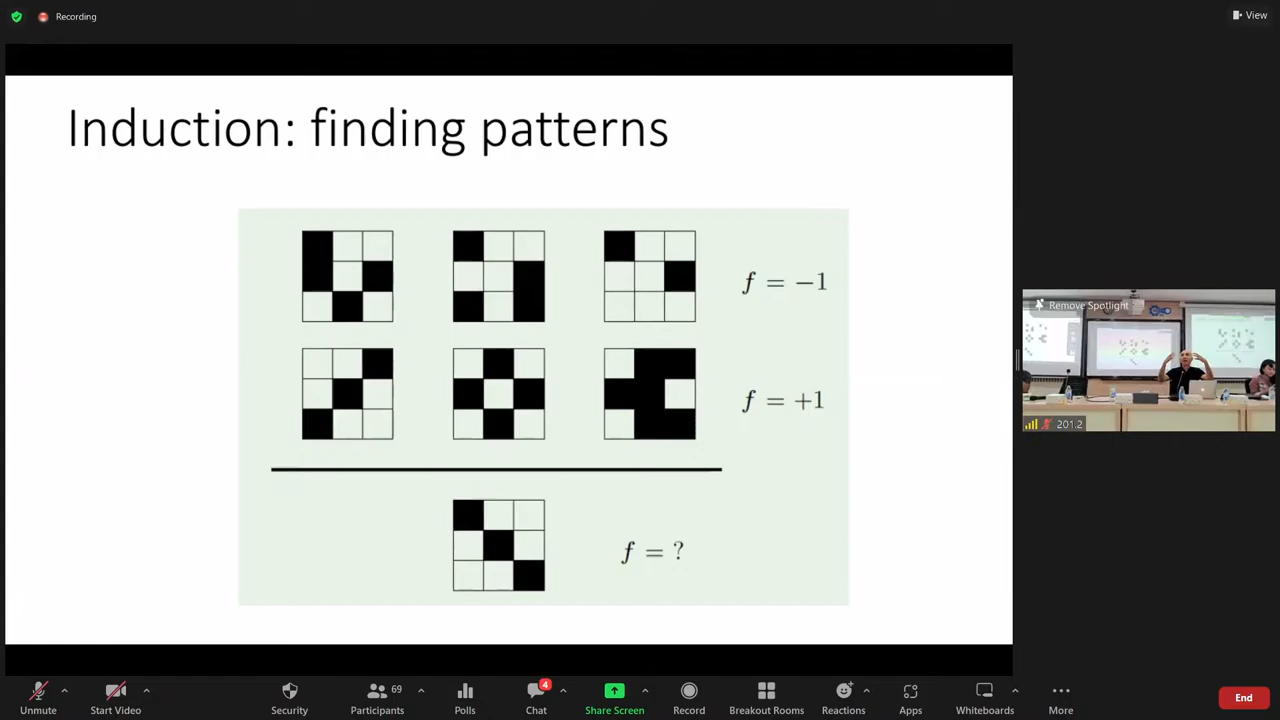 Recording
View
Induction: finding patterns
f = −1
f = +1
f = ?
Remove Spotlight
201.2
Unmute
Start Video
Security
69
Participants
Polls
4
Chat
Share Screen
Record
Breakout Rooms
Reactions
Apps
Whiteboards
More
End